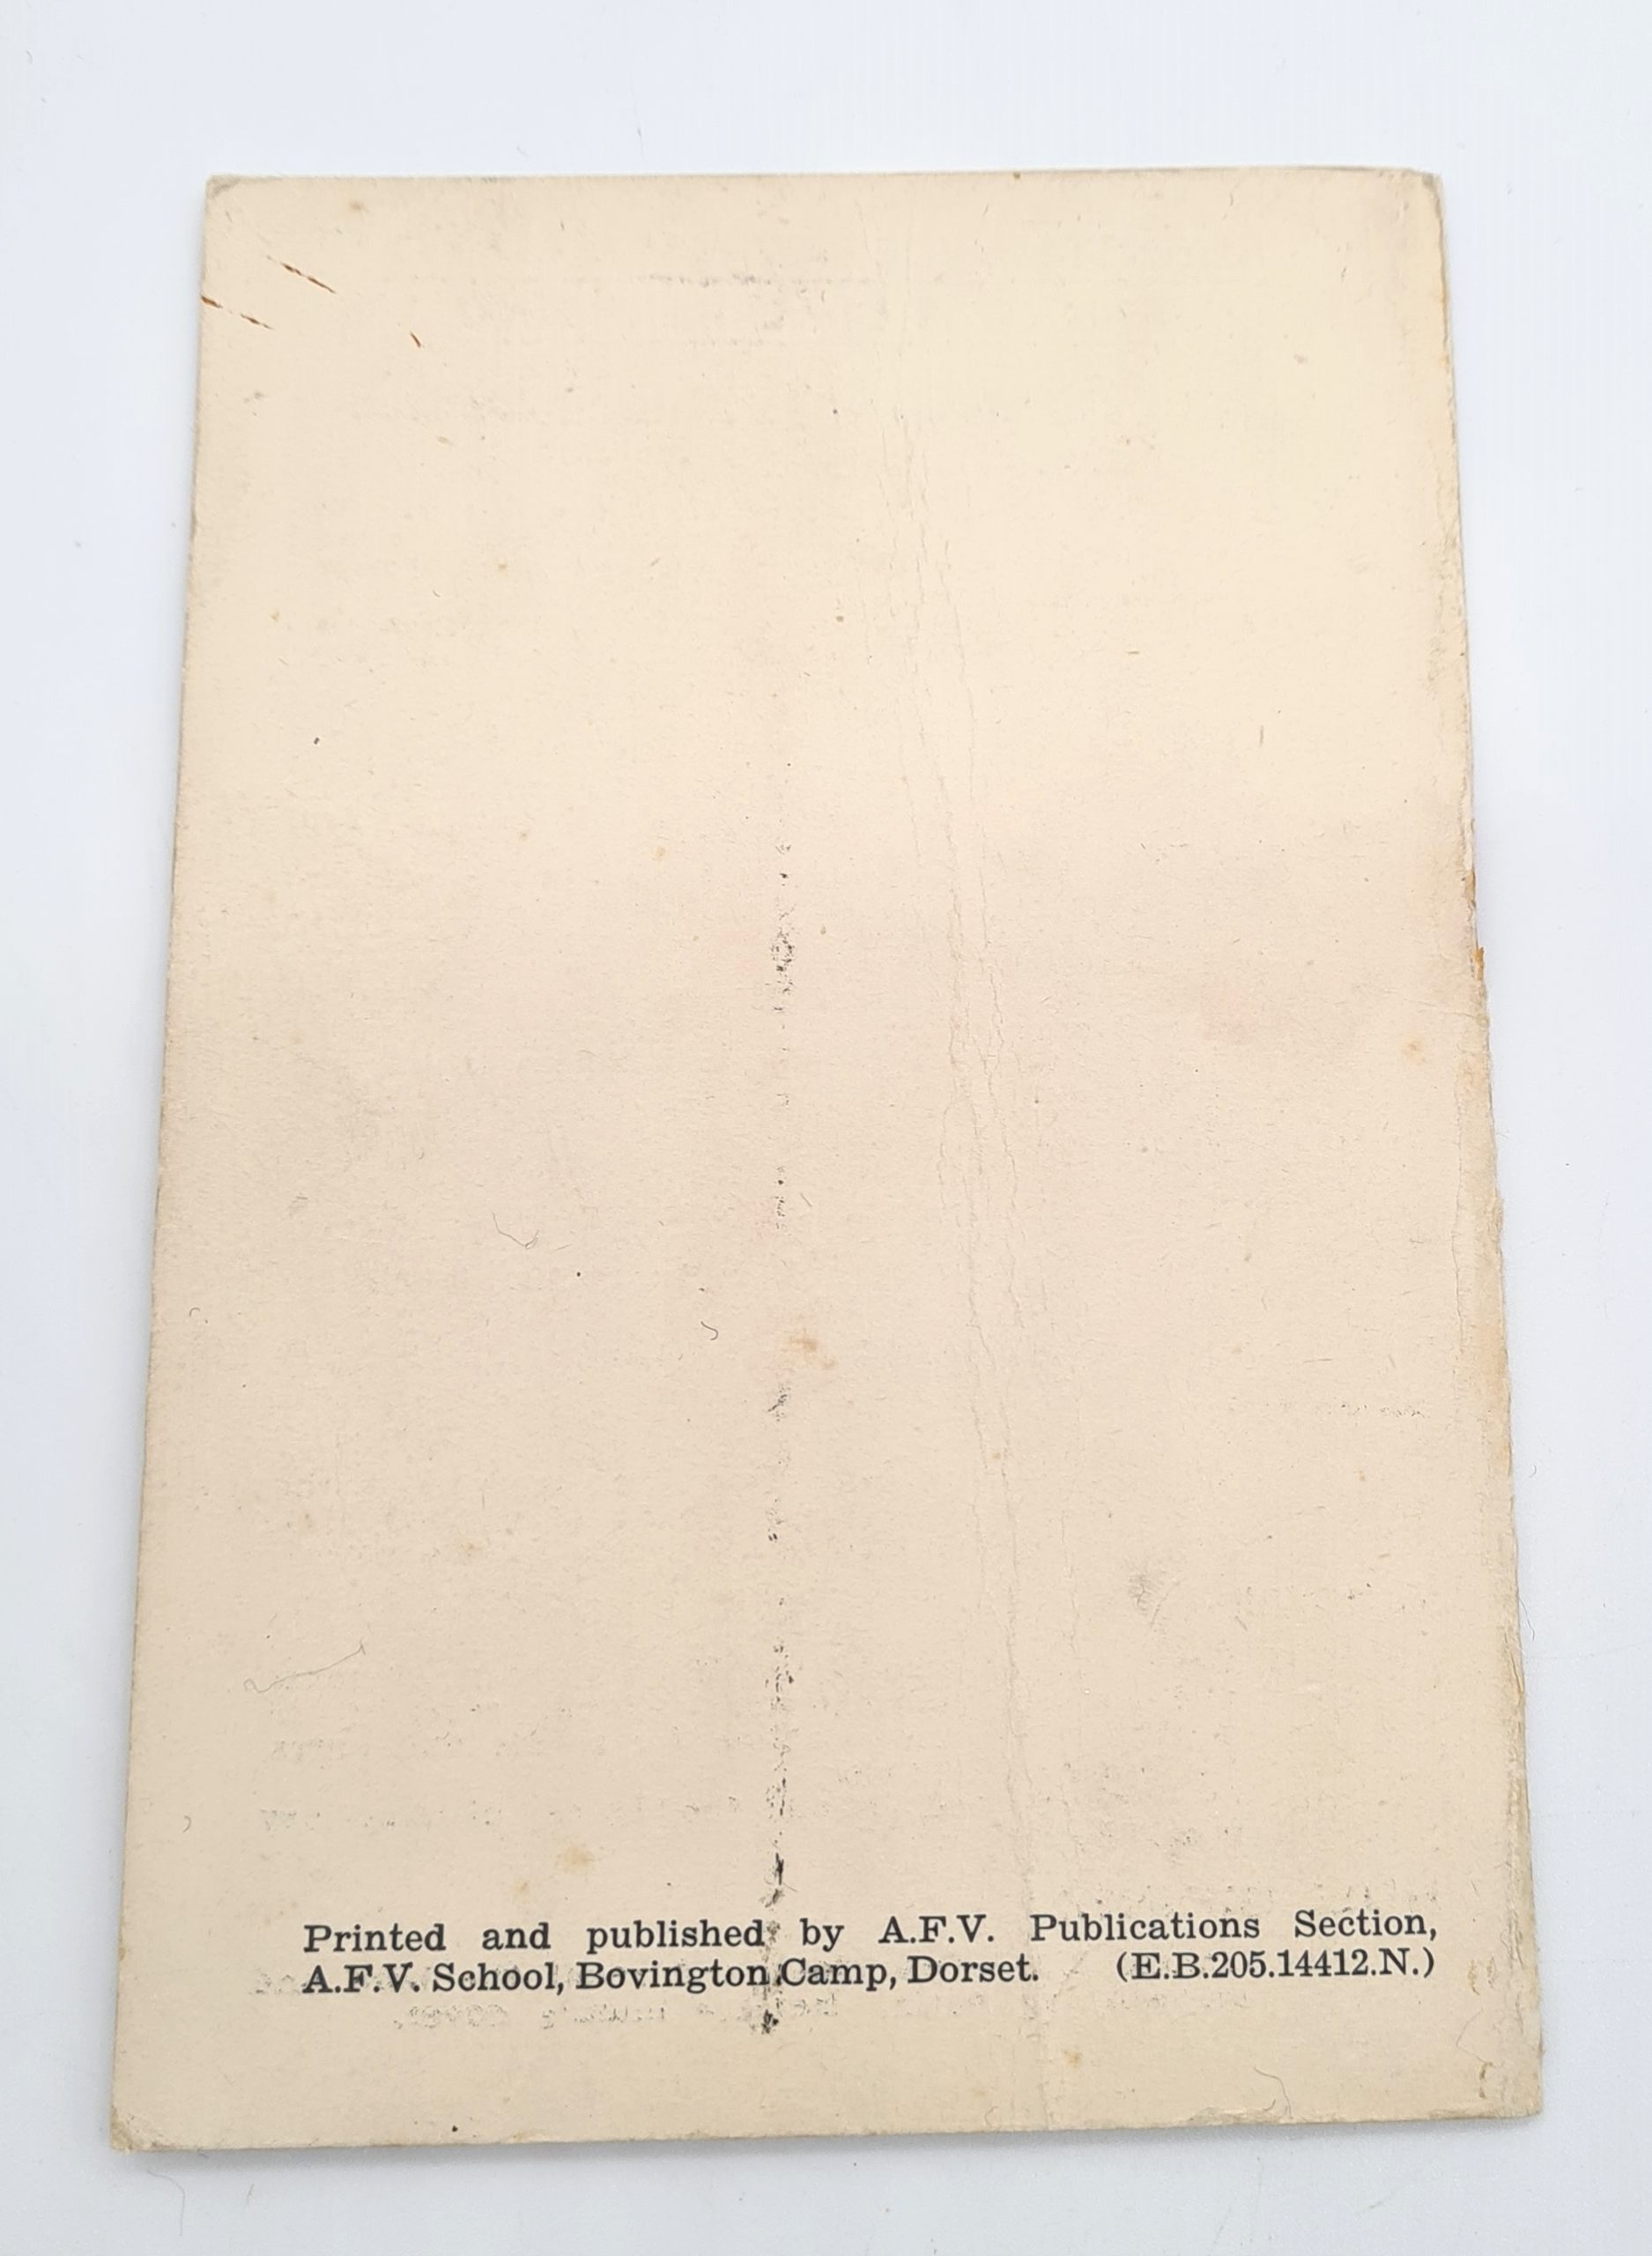 Printed and published by A.F.V. Publications Section,
A.F.V. School, Bovington Camp, Dorset. (E.B.205.14412.N.)